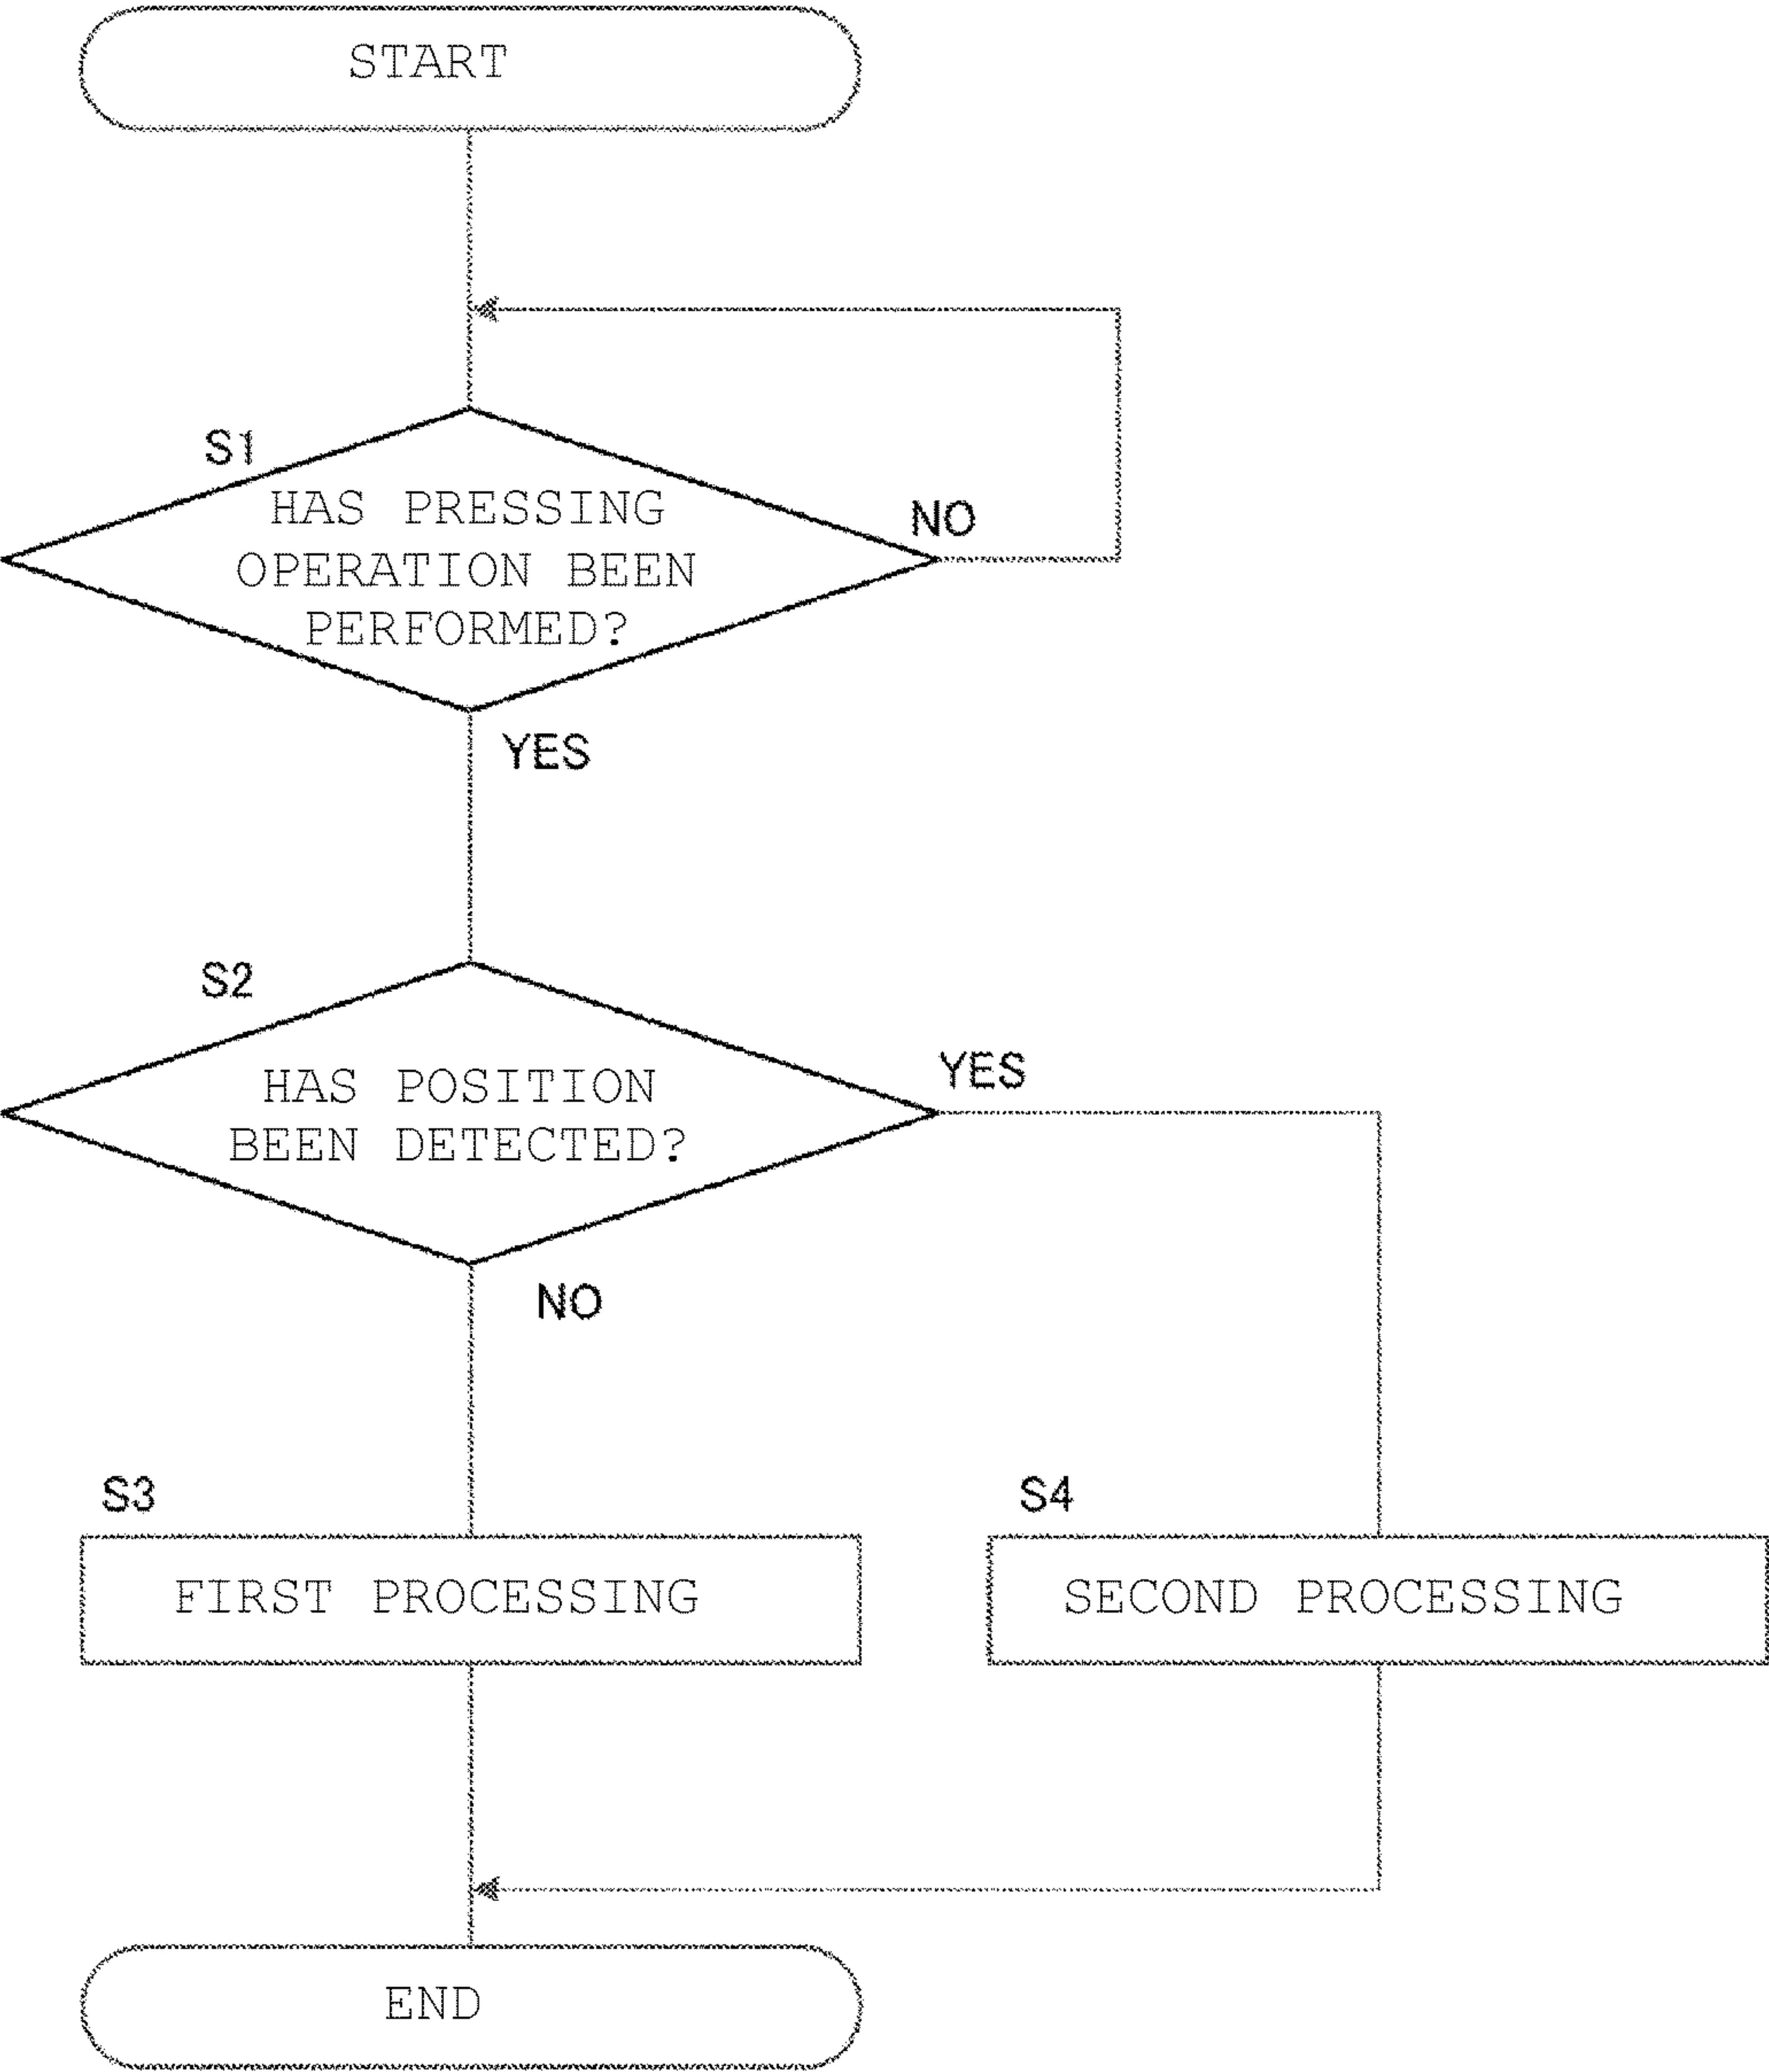 START
S1
HAS PRESSING
OPERATION BEEN
PERFORMED?
NO
YES
S2
HAS POSITION
BEEN DETECTED?
YES
NO
S3
FIRST PROCESSING
S4
SECOND PROCESSING
END